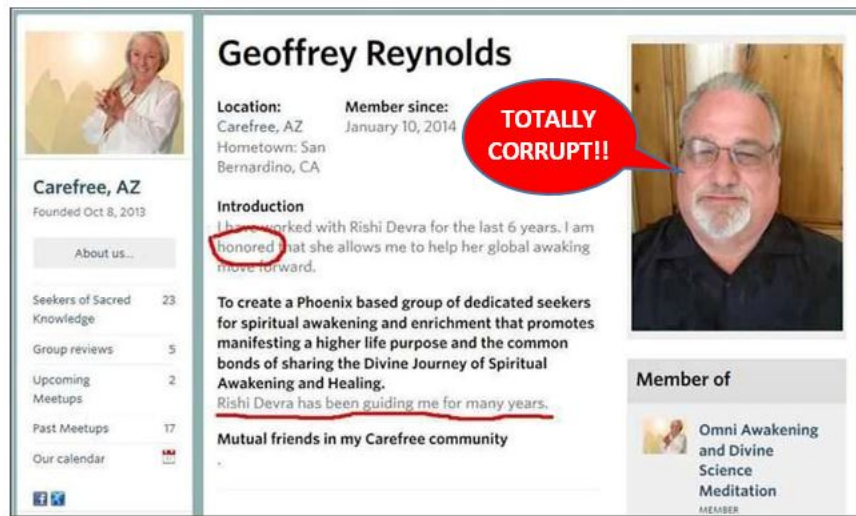 Carefree, AZ
Founded Oct 8, 2013
About us...
Seekers of Sacred 23
Knowledge
Group reviews 5
Upcoming 2
Meetups
Past Meetups 17
Our calendar
Geoffrey Reynolds
Location: Member since:
Carefree, AZ January 10, 2014
Hometown: San
Bernardino, CA
Introduction
I have worked with Rishi Devra for the last 6 years. I am
honored that she allows me to help her global awaking
move forward.
To create a Phoenix based group of dedicated seekers
for spiritual awakening and enrichment that promotes
manifesting a higher life purpose and the common
bonds of sharing the Divine Journey of Spiritual
Awakening and Healing.
Rishi Devra has been guiding me for many years.
Mutual friends in my Carefree community
.
TOTALLY
CORRUPT!!
Member of
Omni Awakening
and Divine
Science
Meditation
MEMBER